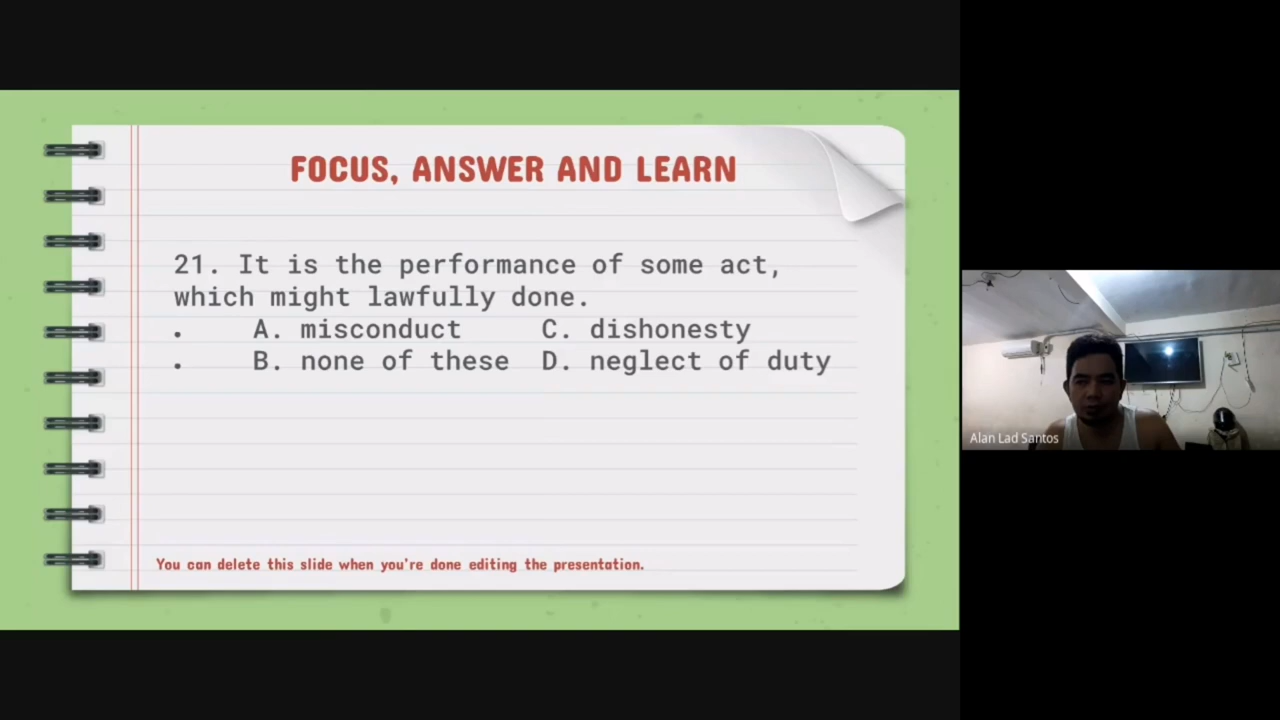 FOCUS, ANSWER AND LEARN
21. It is the performance of some act,
which might lawfully done.
. A. misconduct C. dishonesty
. B. none of these D. neglect of duty
You can delete this slide when you're done editing the presentation.
Alan Lad Santos